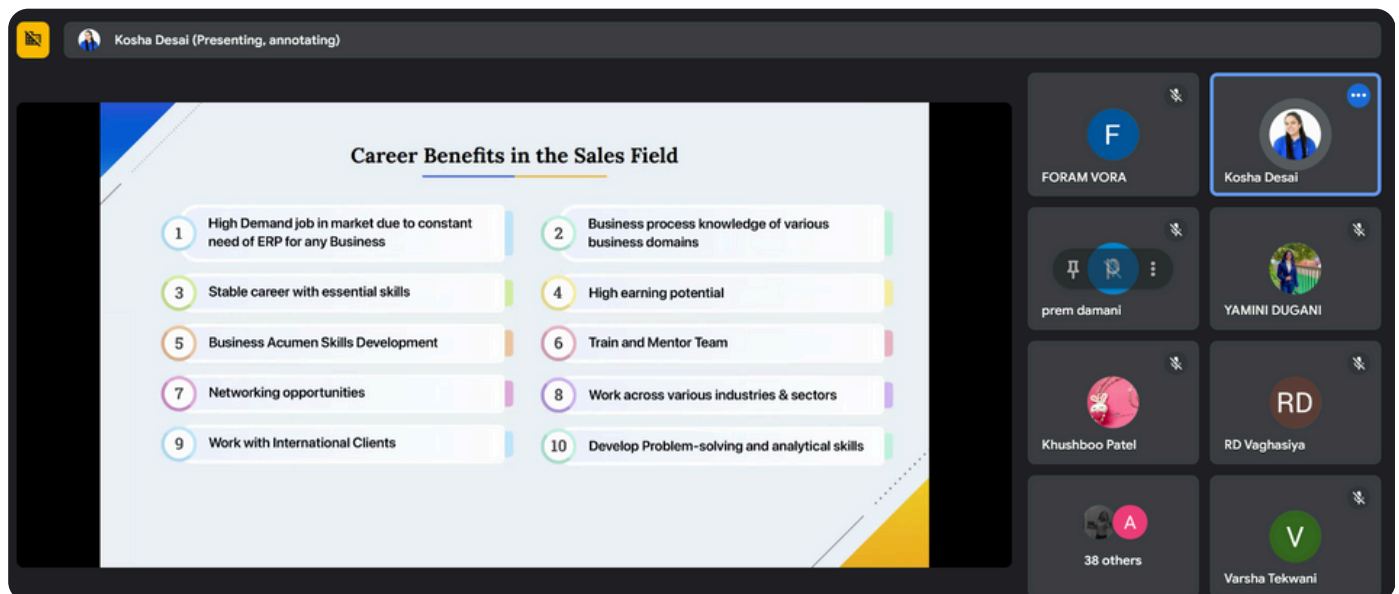 Kosha Desai (Presenting, annotating)
Career Benefits in the Sales Field
1
High Demand job in market due to constant
need of ERP for any Business
2
Business process knowledge of various
business domains
3
Stable career with essential skills
4
High earning potential
5
Business Acumen Skills Development
6
Train and Mentor Team
7
Networking opportunities
8
Work across various industries & sectors
9
Work with International Clients
10
Develop Problem-solving and analytical skills
F
FORAM VORA
Kosha Desai
prem damani
YAMINI DUGANI
Khushboo Patel
RD
RD Vaghasiya
A
38 others
V
Varsha Tekwani